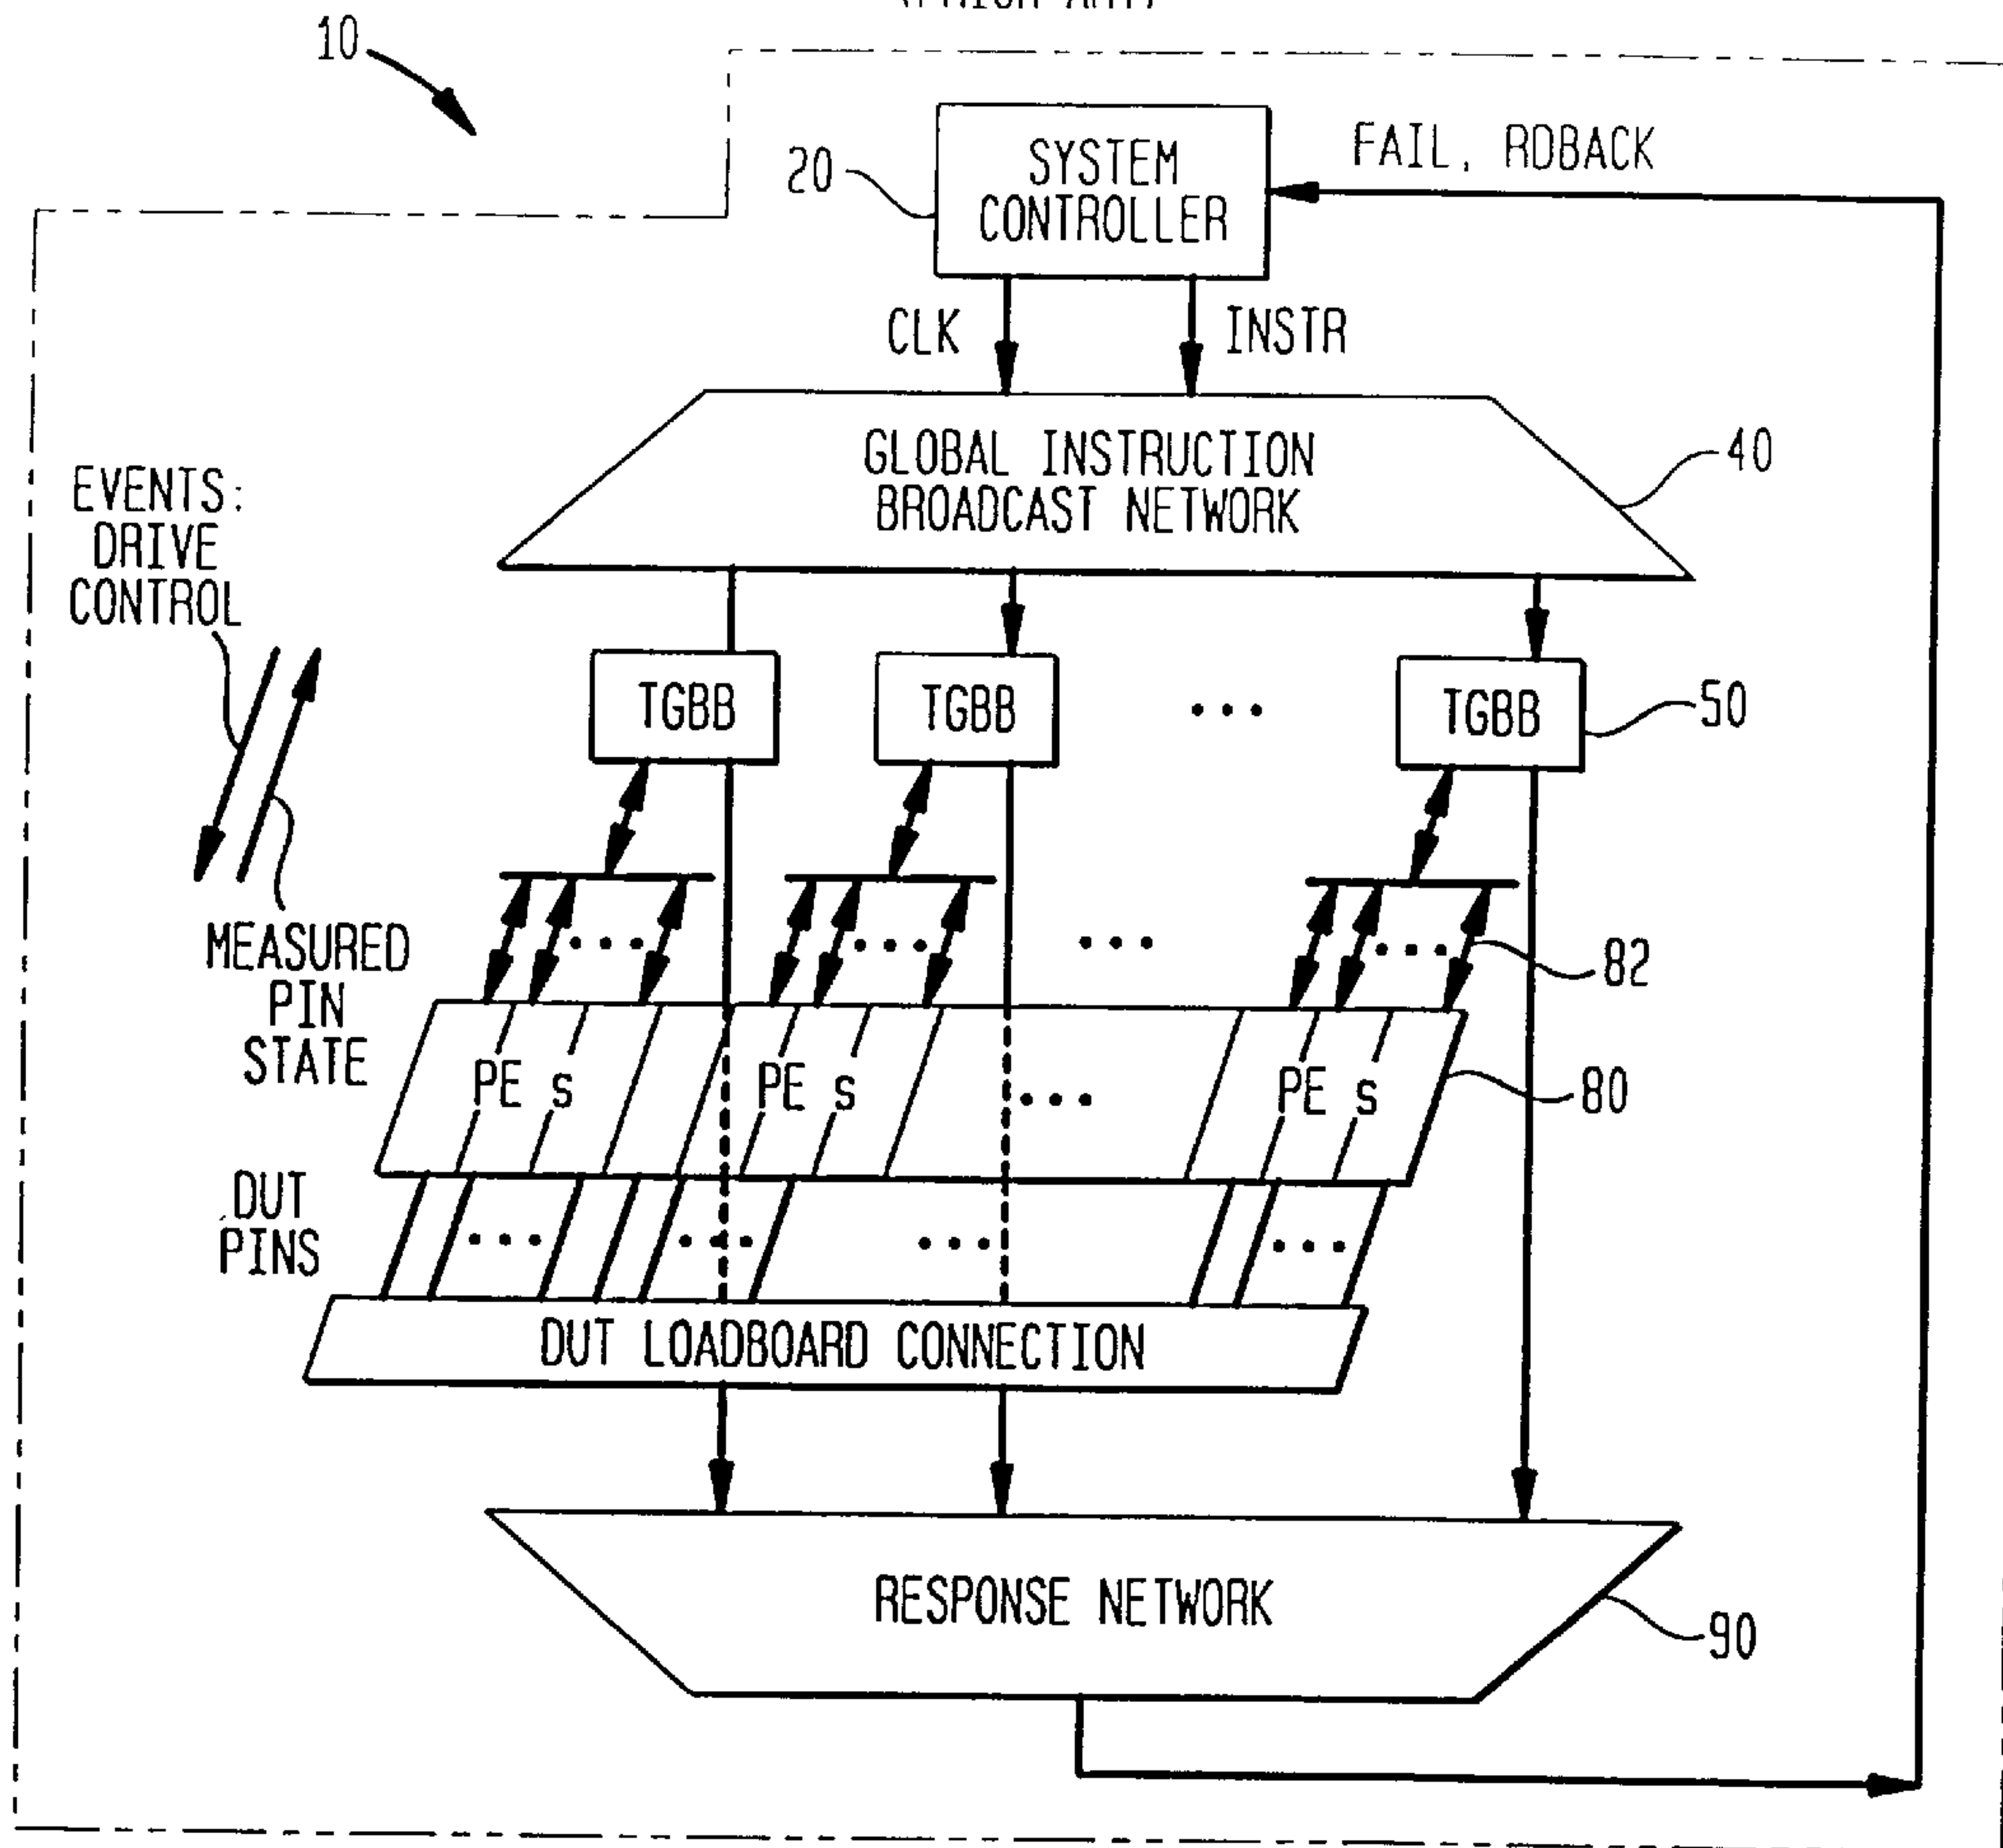 10
20
SYSTEM
CONTROLLER
FAIL, RDBACK
CLK
INSTR
GLOBAL INSTRUCTION
BROADCAST NETWORK
40
EVENTS:
DRIVE
CONTROL
TGBB
TGBB
...
TGBB
50
MEASURED
PIN
STATE
...
...
...
...
82
PE s
PE s
...
PE s
80
DUT
PINS
...
...
...
...
DUT LOADBOARD CONNECTION
RESPONSE NETWORK
90